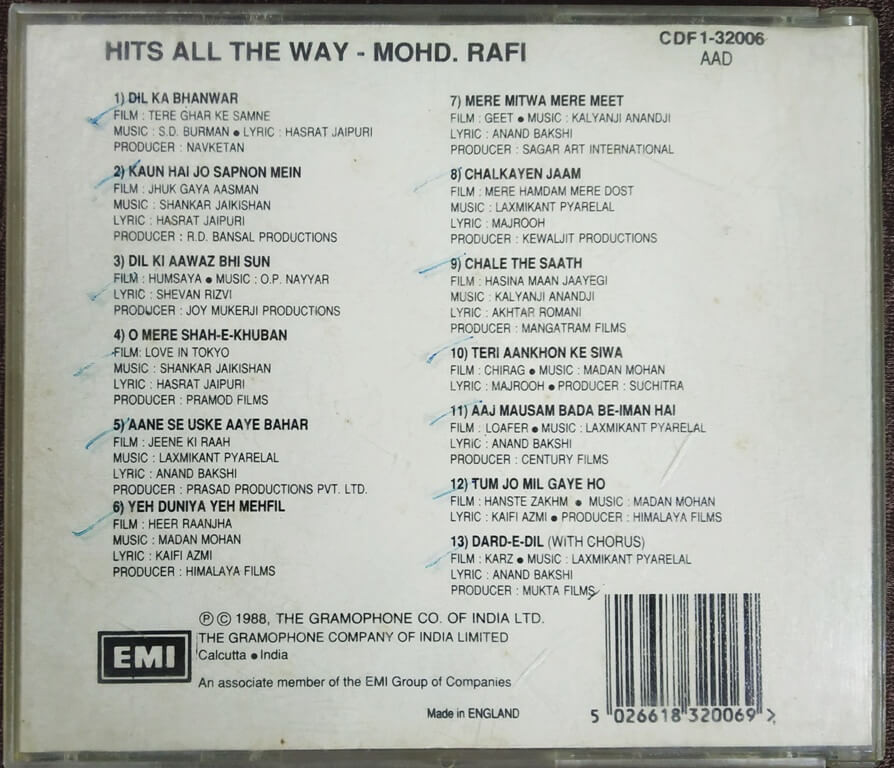 HITS ALL THE WAY - MOHD. RAFI
CDF1-32006
AAD
1) DIL KA BHANWAR
FILM : TERE GHAR KE SAMNE
MUSIC : S.D. BURMAN ● LYRIC : HASRAT JAIPURI
PRODUCER : NAVKETAN
2) KAUN HAI JO SAPNON MEIN
FILM : JHUK GAYA AASMAN
MUSIC : SHANKAR JAIKISHAN
LYRIC : HASRAT JAIPURI
PRODUCER : R.D. BANSAL PRODUCTIONS
3) DIL KI AAWAZ BHI SUN
FILM : HUMSAYA ● MUSIC : O.P. NAYYAR
LYRIC : SHEVAN RIZVI
PRODUCER : JOY MUKERJI PRODUCTIONS
4) O MERE SHAH-E-KHUBAN
FILM: LOVE IN TOKYO
MUSIC : SHANKAR JAIKISHAN
LYRIC : HASRAT JAIPURI
PRODUCER : PRAMOD FILMS
5) AANE SE USKE AAYE BAHAR
FILM : JEENE KI RAAH
MUSIC : LAXMIKANT PYARELAL
LYRIC : ANAND BAKSHI
PRODUCER : PRASAD PRODUCTIONS PVT. LTD.
6) YEH DUNIYA YEH MEHFIL
FILM : HEER RAANJHA
MUSIC : MADAN MOHAN
LYRIC : KAIFI AZMI
PRODUCER : HIMALAYA FILMS
7) MERE MITWA MERE MEET
FILM : GEET ● MUSIC : KALYANJI ANANDJI
LYRIC : ANAND BAKSHI
PRODUCER : SAGAR ART INTERNATIONAL
8) CHALKAYEN JAAM
FILM : MERE HAMDAM MERE DOST
MUSIC : LAXMIKANT PYARELAL
LYRIC : MAJROOH
PRODUCER : KEWALJIT PRODUCTIONS
9) CHALE THE SAATH
FILM : HASINA MAAN JAAYEGI
MUSIC : KALYANJI ANANDJI
LYRIC : AKHTAR ROMANI
PRODUCER : MANGATRAM FILMS
10) TERI AANKHON KE SIWA
FILM : CHIRAG ● MUSIC : MADAN MOHAN
LYRIC : MAJROOH ● PRODUCER : SUCHITRA
11) AAJ MAUSAM BADA BE-IMAN HAI
FILM : LOAFER ● MUSIC : LAXMIKANT PYARELAL
LYRIC : ANAND BAKSHI
PRODUCER : CENTURY FILMS
12) TUM JO MIL GAYE HO
FILM : HANSTE ZAKHM ● MUSIC : MADAN MOHAN
LYRIC : KAIFI AZMI ● PRODUCER : HIMALAYA FILMS
13) DARD-E-DIL (WITH CHORUS)
FILM : KARZ ● MUSIC : LAXMIKANT PYARELAL
LYRIC : ANAND BAKSHI
PRODUCER : MUKTA FILMS
℗ © 1988, THE GRAMOPHONE CO. OF INDIA LTD.
THE GRAMOPHONE COMPANY OF INDIA LIMITED
Calcutta ● India
EMI
An associate member of the EMI Group of Companies
Made in ENGLAND
5 026618 320069 >